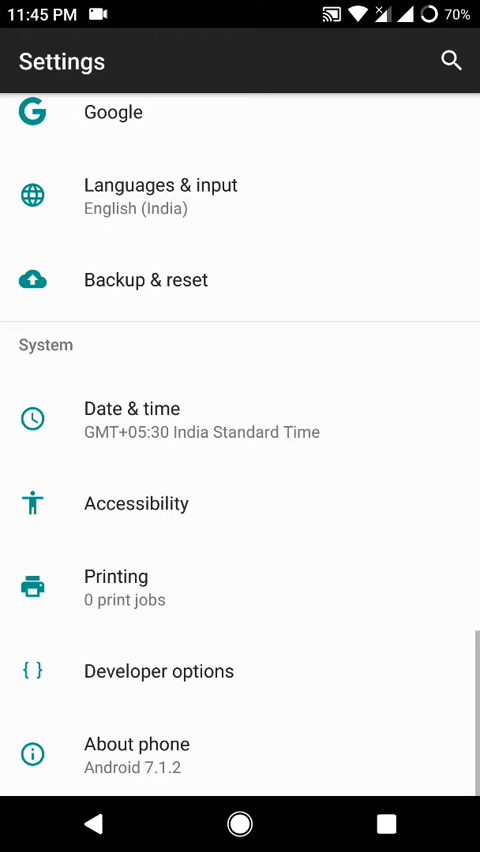 11:45 PM 70%
Settings
Google
Languages & input
English (India)
Backup & reset
System
Date & time
GMT+05:30 India Standard Time
Accessibility
Printing
0 print jobs
{ } Developer options
About phone
Android 7.1.2